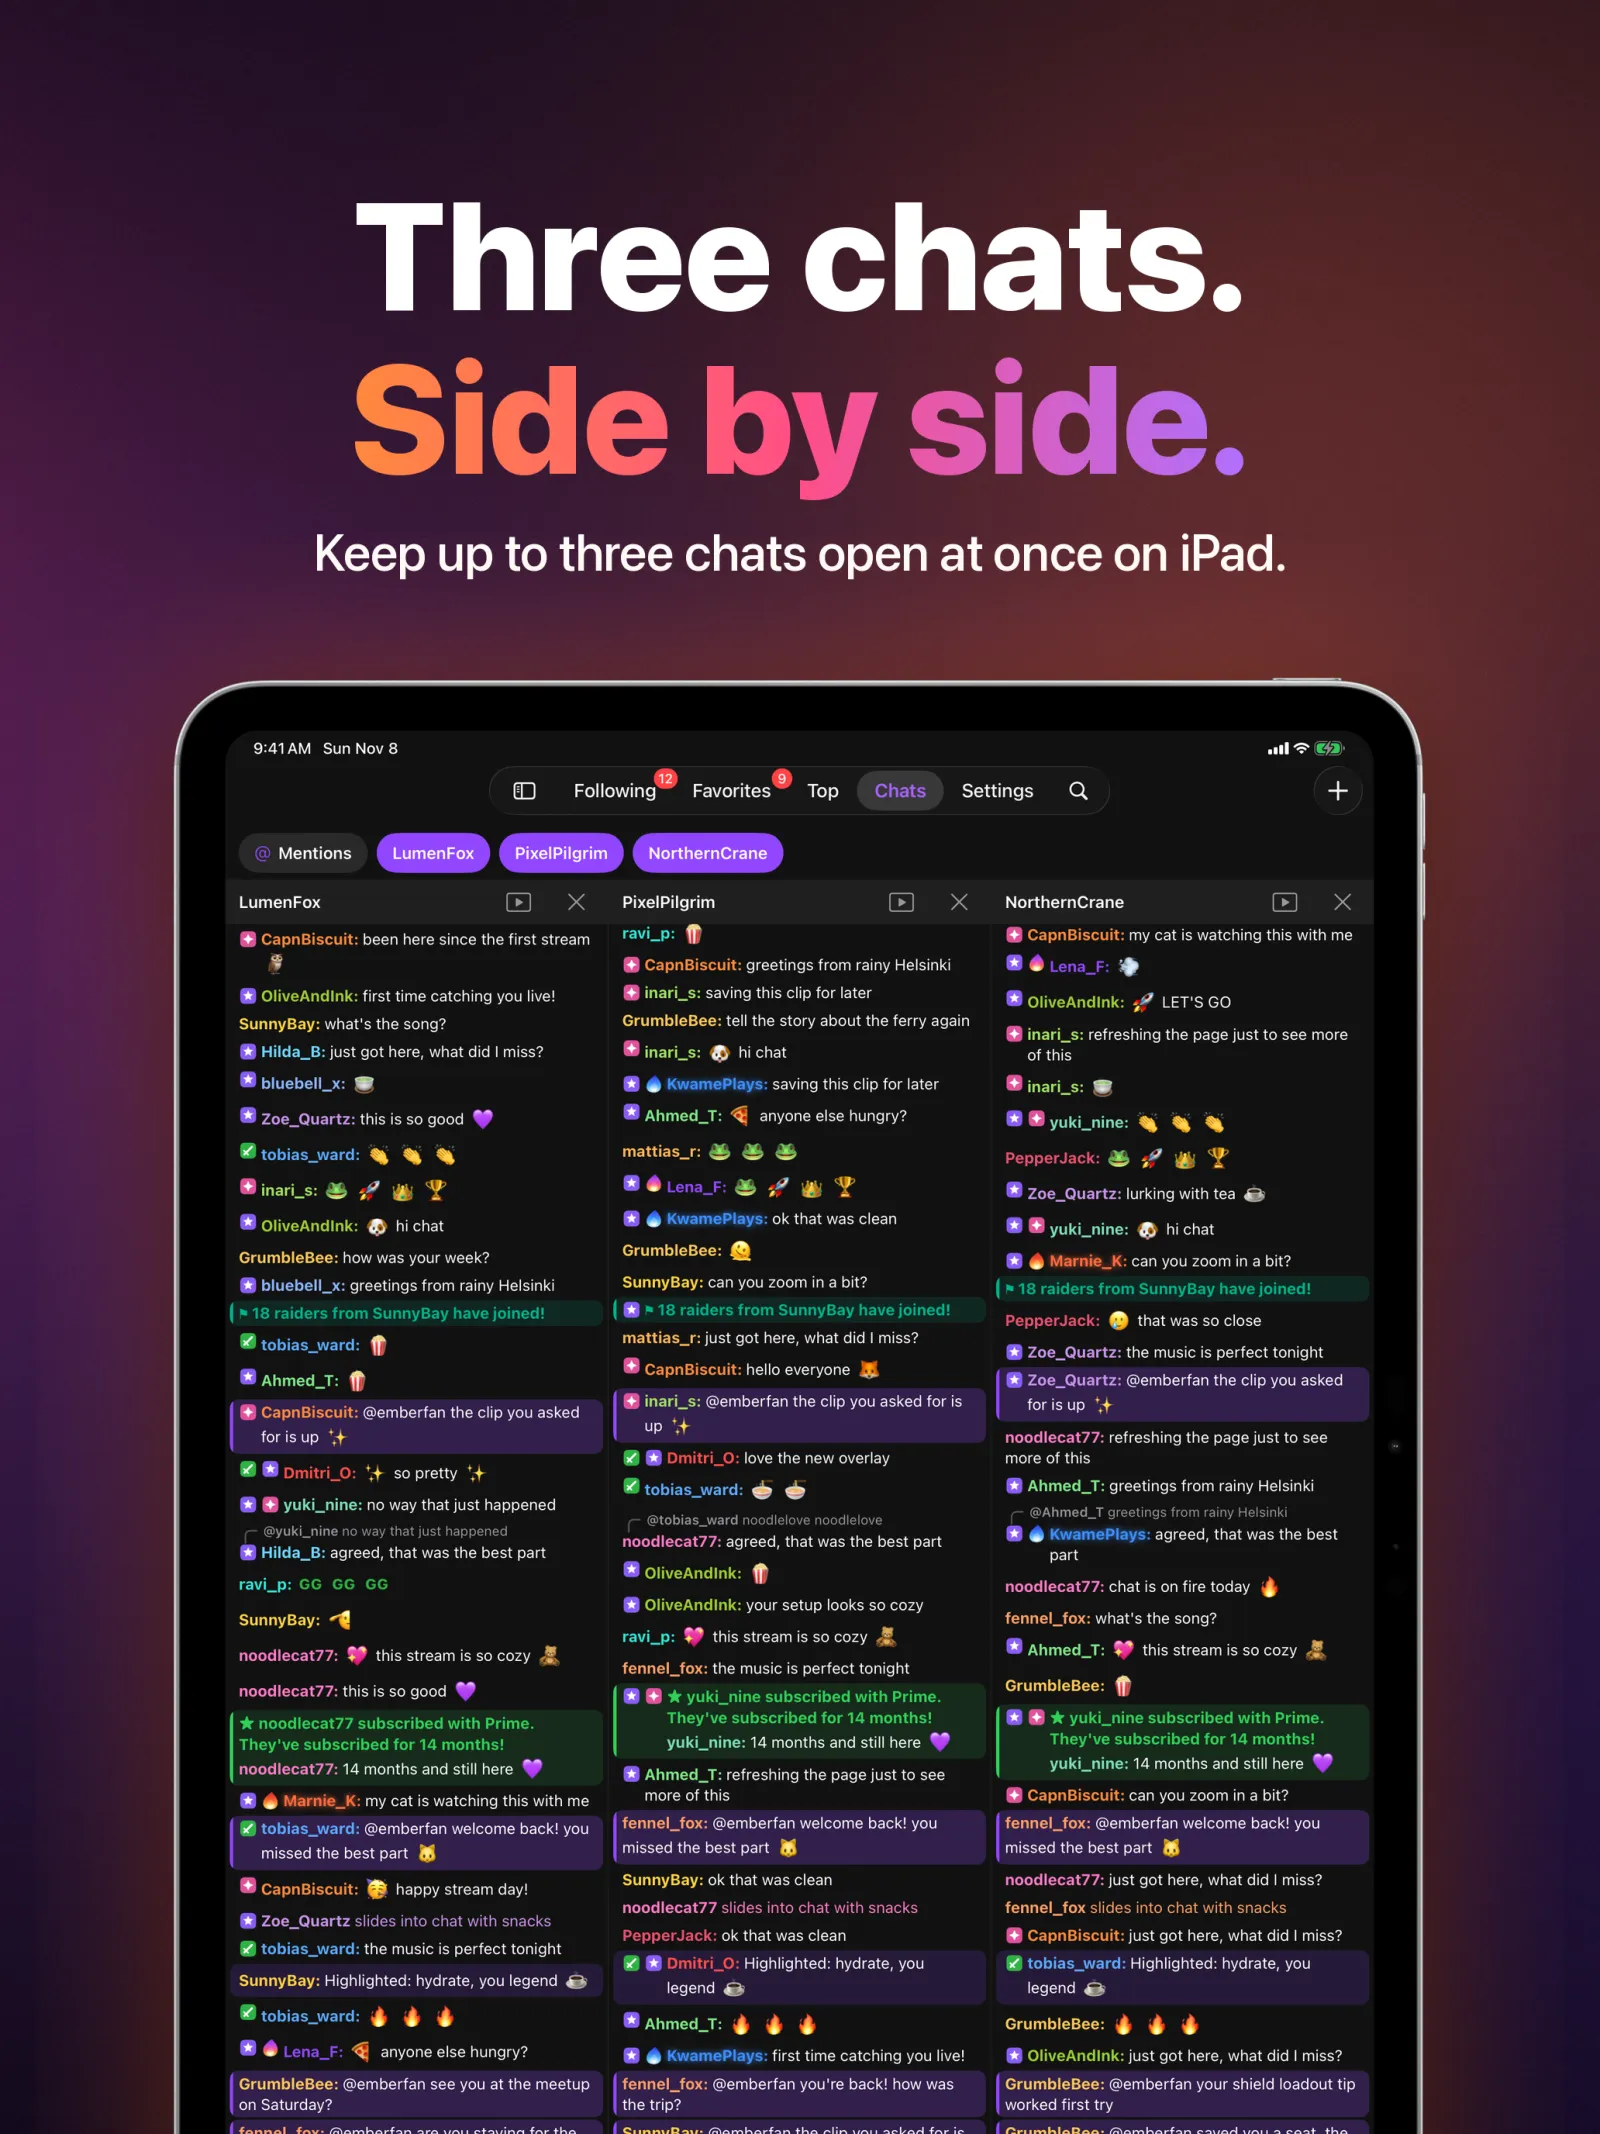 Three chats.
Side by side.
Keep up to three chats open at once on iPad.
9:41 AM Sun Nov 8
Following 12 Favorites 9 Top Chats Settings
@ Mentions LumenFox PixelPilgrim NorthernCrane
LumenFox
CapnBiscuit: been here since the first stream
🦉
OliveAndInk: first time catching you live!
SunnyBay: what's the song?
Hilda_B: just got here, what did I miss?
bluebell_x: 🍵
Zoe_Quartz: this is so good 💜
tobias_ward: 👏 👏 👏
inari_s: 🐸 🚀 👑 🏆
OliveAndInk: 🐶 hi chat
GrumbleBee: how was your week?
bluebell_x: greetings from rainy Helsinki
18 raiders from SunnyBay have joined!
tobias_ward: 🍿
Ahmed_T: 🍿
CapnBiscuit: @emberfan the clip you asked
for is up ✨
Dmitri_O: ✨ so pretty ✨
yuki_nine: no way that just happened
@yuki_nine no way that just happened
Hilda_B: agreed, that was the best part
ravi_p: GG GG GG
SunnyBay: 🫡
noodlecat77: 💖 this stream is so cozy 🧸
noodlecat77: this is so good 💜
★ noodlecat77 subscribed with Prime.
They've subscribed for 14 months!
noodlecat77: 14 months and still here 💜
Marnie_K: my cat is watching this with me
tobias_ward: @emberfan welcome back! you
missed the best part 🐱
CapnBiscuit: 🥳 happy stream day!
Zoe_Quartz slides into chat with snacks
tobias_ward: the music is perfect tonight
SunnyBay: Highlighted: hydrate, you legend ☕
tobias_ward: 🔥 🔥 🔥
Lena_F: 🍕 anyone else hungry?
GrumbleBee: @emberfan see you at the meetup
on Saturday?
fennel_fox: @emberfan are you staying for the
PixelPilgrim
ravi_p: 🍿
CapnBiscuit: greetings from rainy Helsinki
inari_s: saving this clip for later
GrumbleBee: tell the story about the ferry again
inari_s: 🐶 hi chat
KwamePlays: saving this clip for later
Ahmed_T: 🍕 anyone else hungry?
mattias_r: 🐸 🐸 🐸
Lena_F: 🐸 🚀 👑 🏆
KwamePlays: ok that was clean
GrumbleBee: 🫠
SunnyBay: can you zoom in a bit?
18 raiders from SunnyBay have joined!
mattias_r: just got here, what did I miss?
CapnBiscuit: hello everyone 🦊
inari_s: @emberfan the clip you asked for is
up ✨
Dmitri_O: love the new overlay
tobias_ward: 🍜 🍜
@tobias_ward noodlelove noodlelove
noodlecat77: agreed, that was the best part
OliveAndInk: 🍿
OliveAndInk: your setup looks so cozy
ravi_p: 💖 this stream is so cozy 🧸
fennel_fox: the music is perfect tonight
★ yuki_nine subscribed with Prime.
They've subscribed for 14 months!
yuki_nine: 14 months and still here 💜
Ahmed_T: refreshing the page just to see
more of this
fennel_fox: @emberfan welcome back! you
missed the best part 🐱
SunnyBay: ok that was clean
noodlecat77 slides into chat with snacks
PepperJack: ok that was clean
Dmitri_O: Highlighted: hydrate, you
legend ☕
Ahmed_T: 🔥 🔥 🔥
KwamePlays: first time catching you live!
fennel_fox: @emberfan you're back! how was
the trip?
SunnyBay: @emberfan the clip you asked for is
NorthernCrane
CapnBiscuit: my cat is watching this with me
Lena_F: 💨
OliveAndInk: 🚀 LET'S GO
inari_s: refreshing the page just to see more
of this
inari_s: 🍵
yuki_nine: 👏 👏 👏
PepperJack: 🐸 🚀 👑 🏆
Zoe_Quartz: lurking with tea ☕
yuki_nine: 🐶 hi chat
Marnie_K: can you zoom in a bit?
18 raiders from SunnyBay have joined!
PepperJack: 🥲 that was so close
Zoe_Quartz: the music is perfect tonight
Zoe_Quartz: @emberfan the clip you asked
for is up ✨
noodlecat77: refreshing the page just to see
more of this
Ahmed_T: greetings from rainy Helsinki
@Ahmed_T greetings from rainy Helsinki
KwamePlays: agreed, that was the best
part
noodlecat77: chat is on fire today 🔥
fennel_fox: what's the song?
Ahmed_T: 💖 this stream is so cozy 🧸
GrumbleBee: 🍿
★ yuki_nine subscribed with Prime.
They've subscribed for 14 months!
yuki_nine: 14 months and still here 💜
CapnBiscuit: can you zoom in a bit?
fennel_fox: @emberfan welcome back! you
missed the best part 🐱
noodlecat77: just got here, what did I miss?
fennel_fox slides into chat with snacks
CapnBiscuit: just got here, what did I miss?
tobias_ward: Highlighted: hydrate, you
legend ☕
GrumbleBee: 🔥 🔥 🔥
OliveAndInk: just got here, what did I miss?
GrumbleBee: @emberfan your shield loadout tip
worked first try
GrumbleBee: @emberfan saved you a seat, the